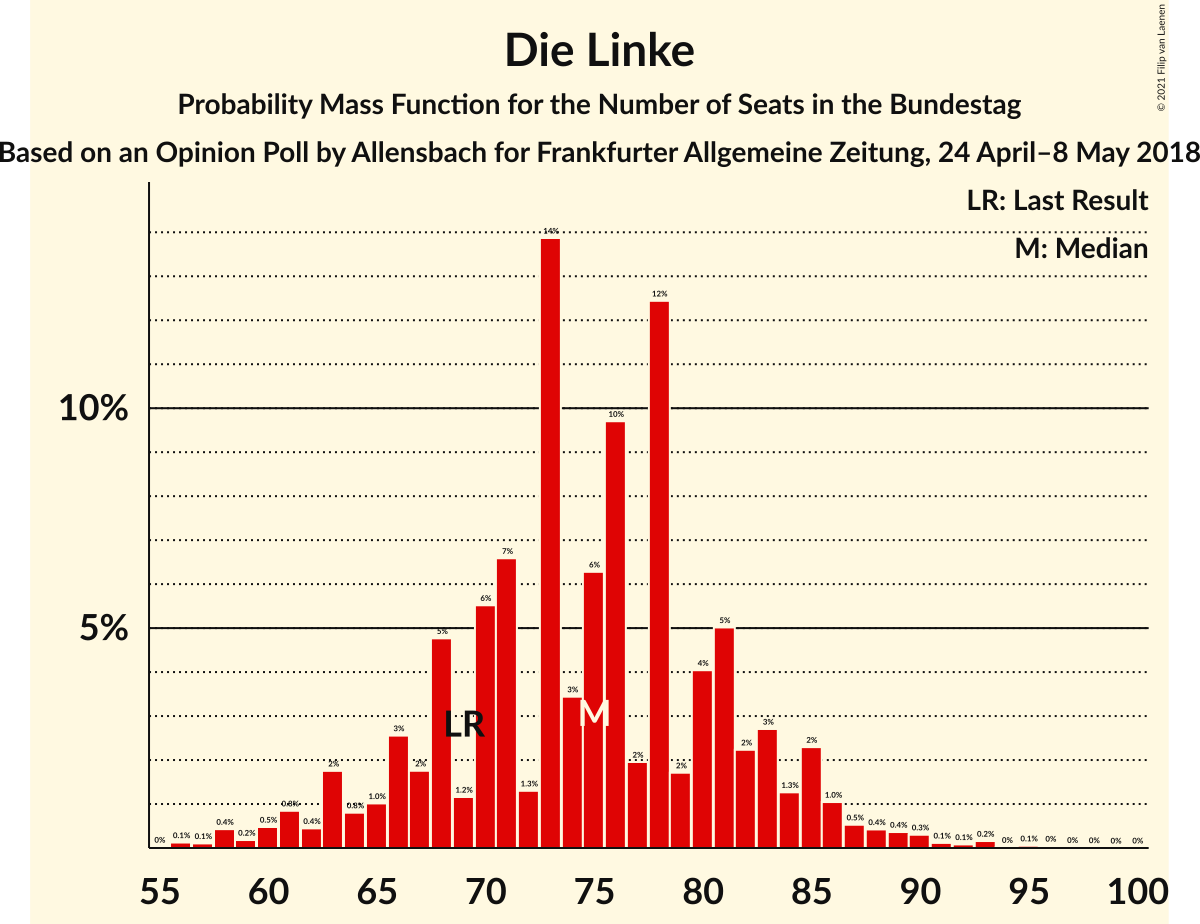 Die Linke
Probability Mass Function for the Number of Seats in the Bundestag
Based on an Opinion Poll by Allensbach for Frankfurter Allgemeine Zeitung, 24 April–8 May 2018
© 2021 Filip van Laenen
LR: Last Result
M: Median
10%
5%
0% 0.1% 0.1% 0.4% 0.2% 0.5% 0.8% 0.4% 2% 0.8% 1.0% 3% 2% 5% 1.2% 6% 7% 1.3% 14% 3% 6% 10% 2% 12% 2% 4% 5% 2% 3% 1.3% 2% 1.0% 0.5% 0.4% 0.4% 0.3% 0.1% 0.1% 0.2% 0% 0.1% 0% 0% 0% 0% 0%
LR M
55 60 65 70 75 80 85 90 95 100